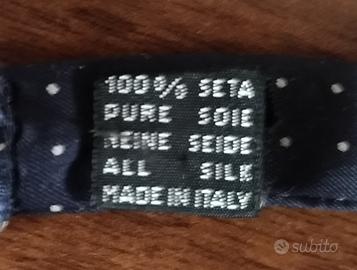 100% SETA
PURE SOIE
REINE SEIDE
ALL SILK
MADE IN ITALY
subito